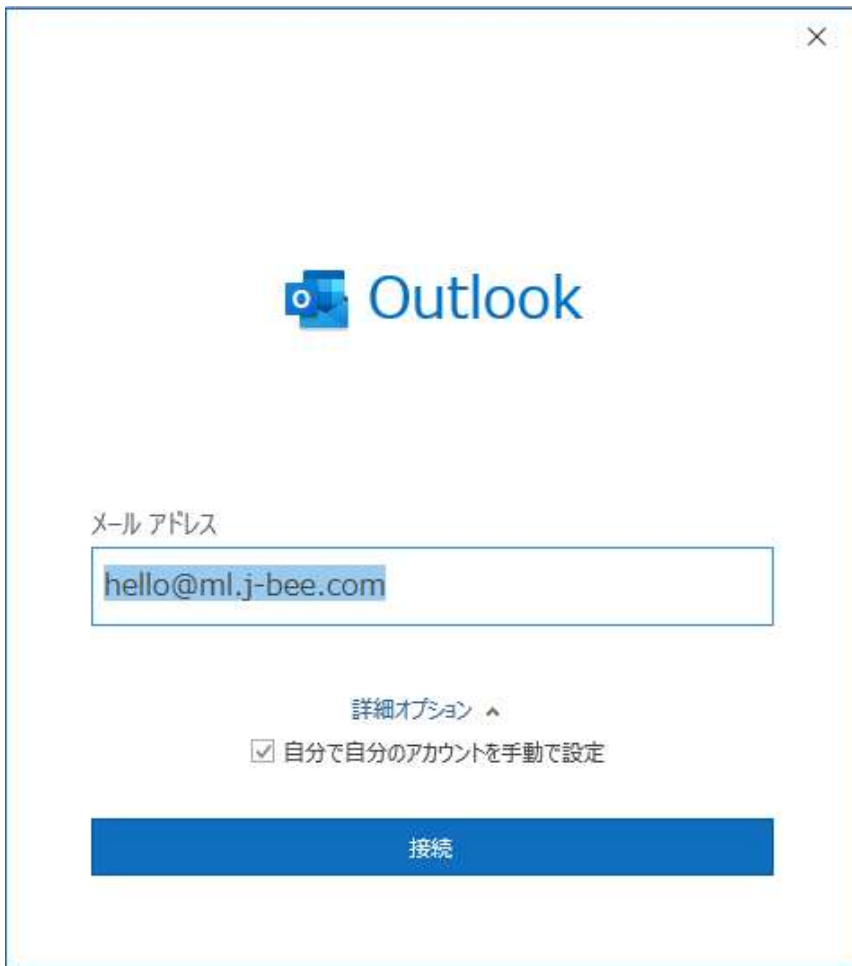 Outlook
メール アドレス
hello@ml.j-bee.com
詳細オプション
自分で自分のアカウントを手動で設定
接続